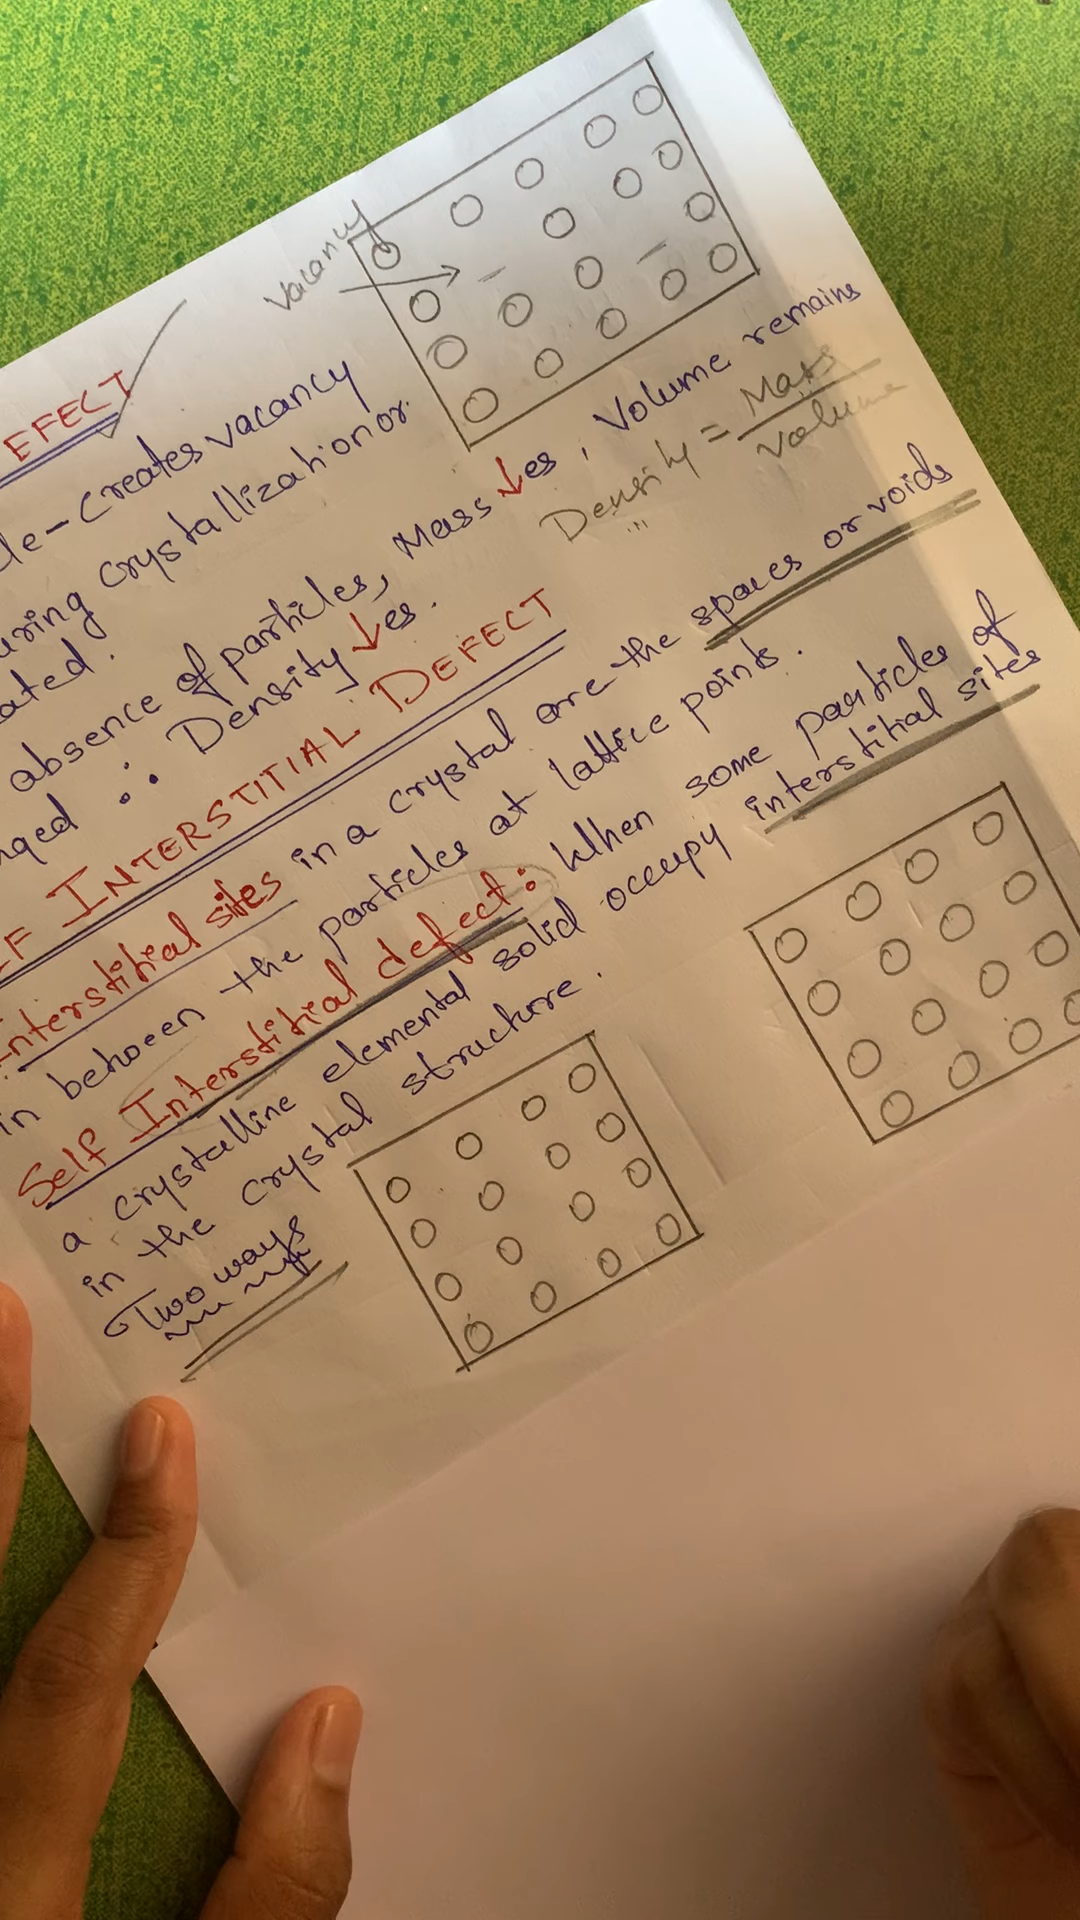 Vacancy
EFECT
le-creates vacancy
uring crystallization or
ated.
absence of particles, Mass ↓es, Volume remains
nged ∴ Density ↓es.
Density = Mass
Volume
F INTERSTITIAL DEFECT
Interstitial sites in a crystal are the spaces or voids
in between the particles at lattice points.
Self Interstitial defect: When some particles of
a crystalline elemental solid occupy interstitial sites
in the crystal structure.
Two ways